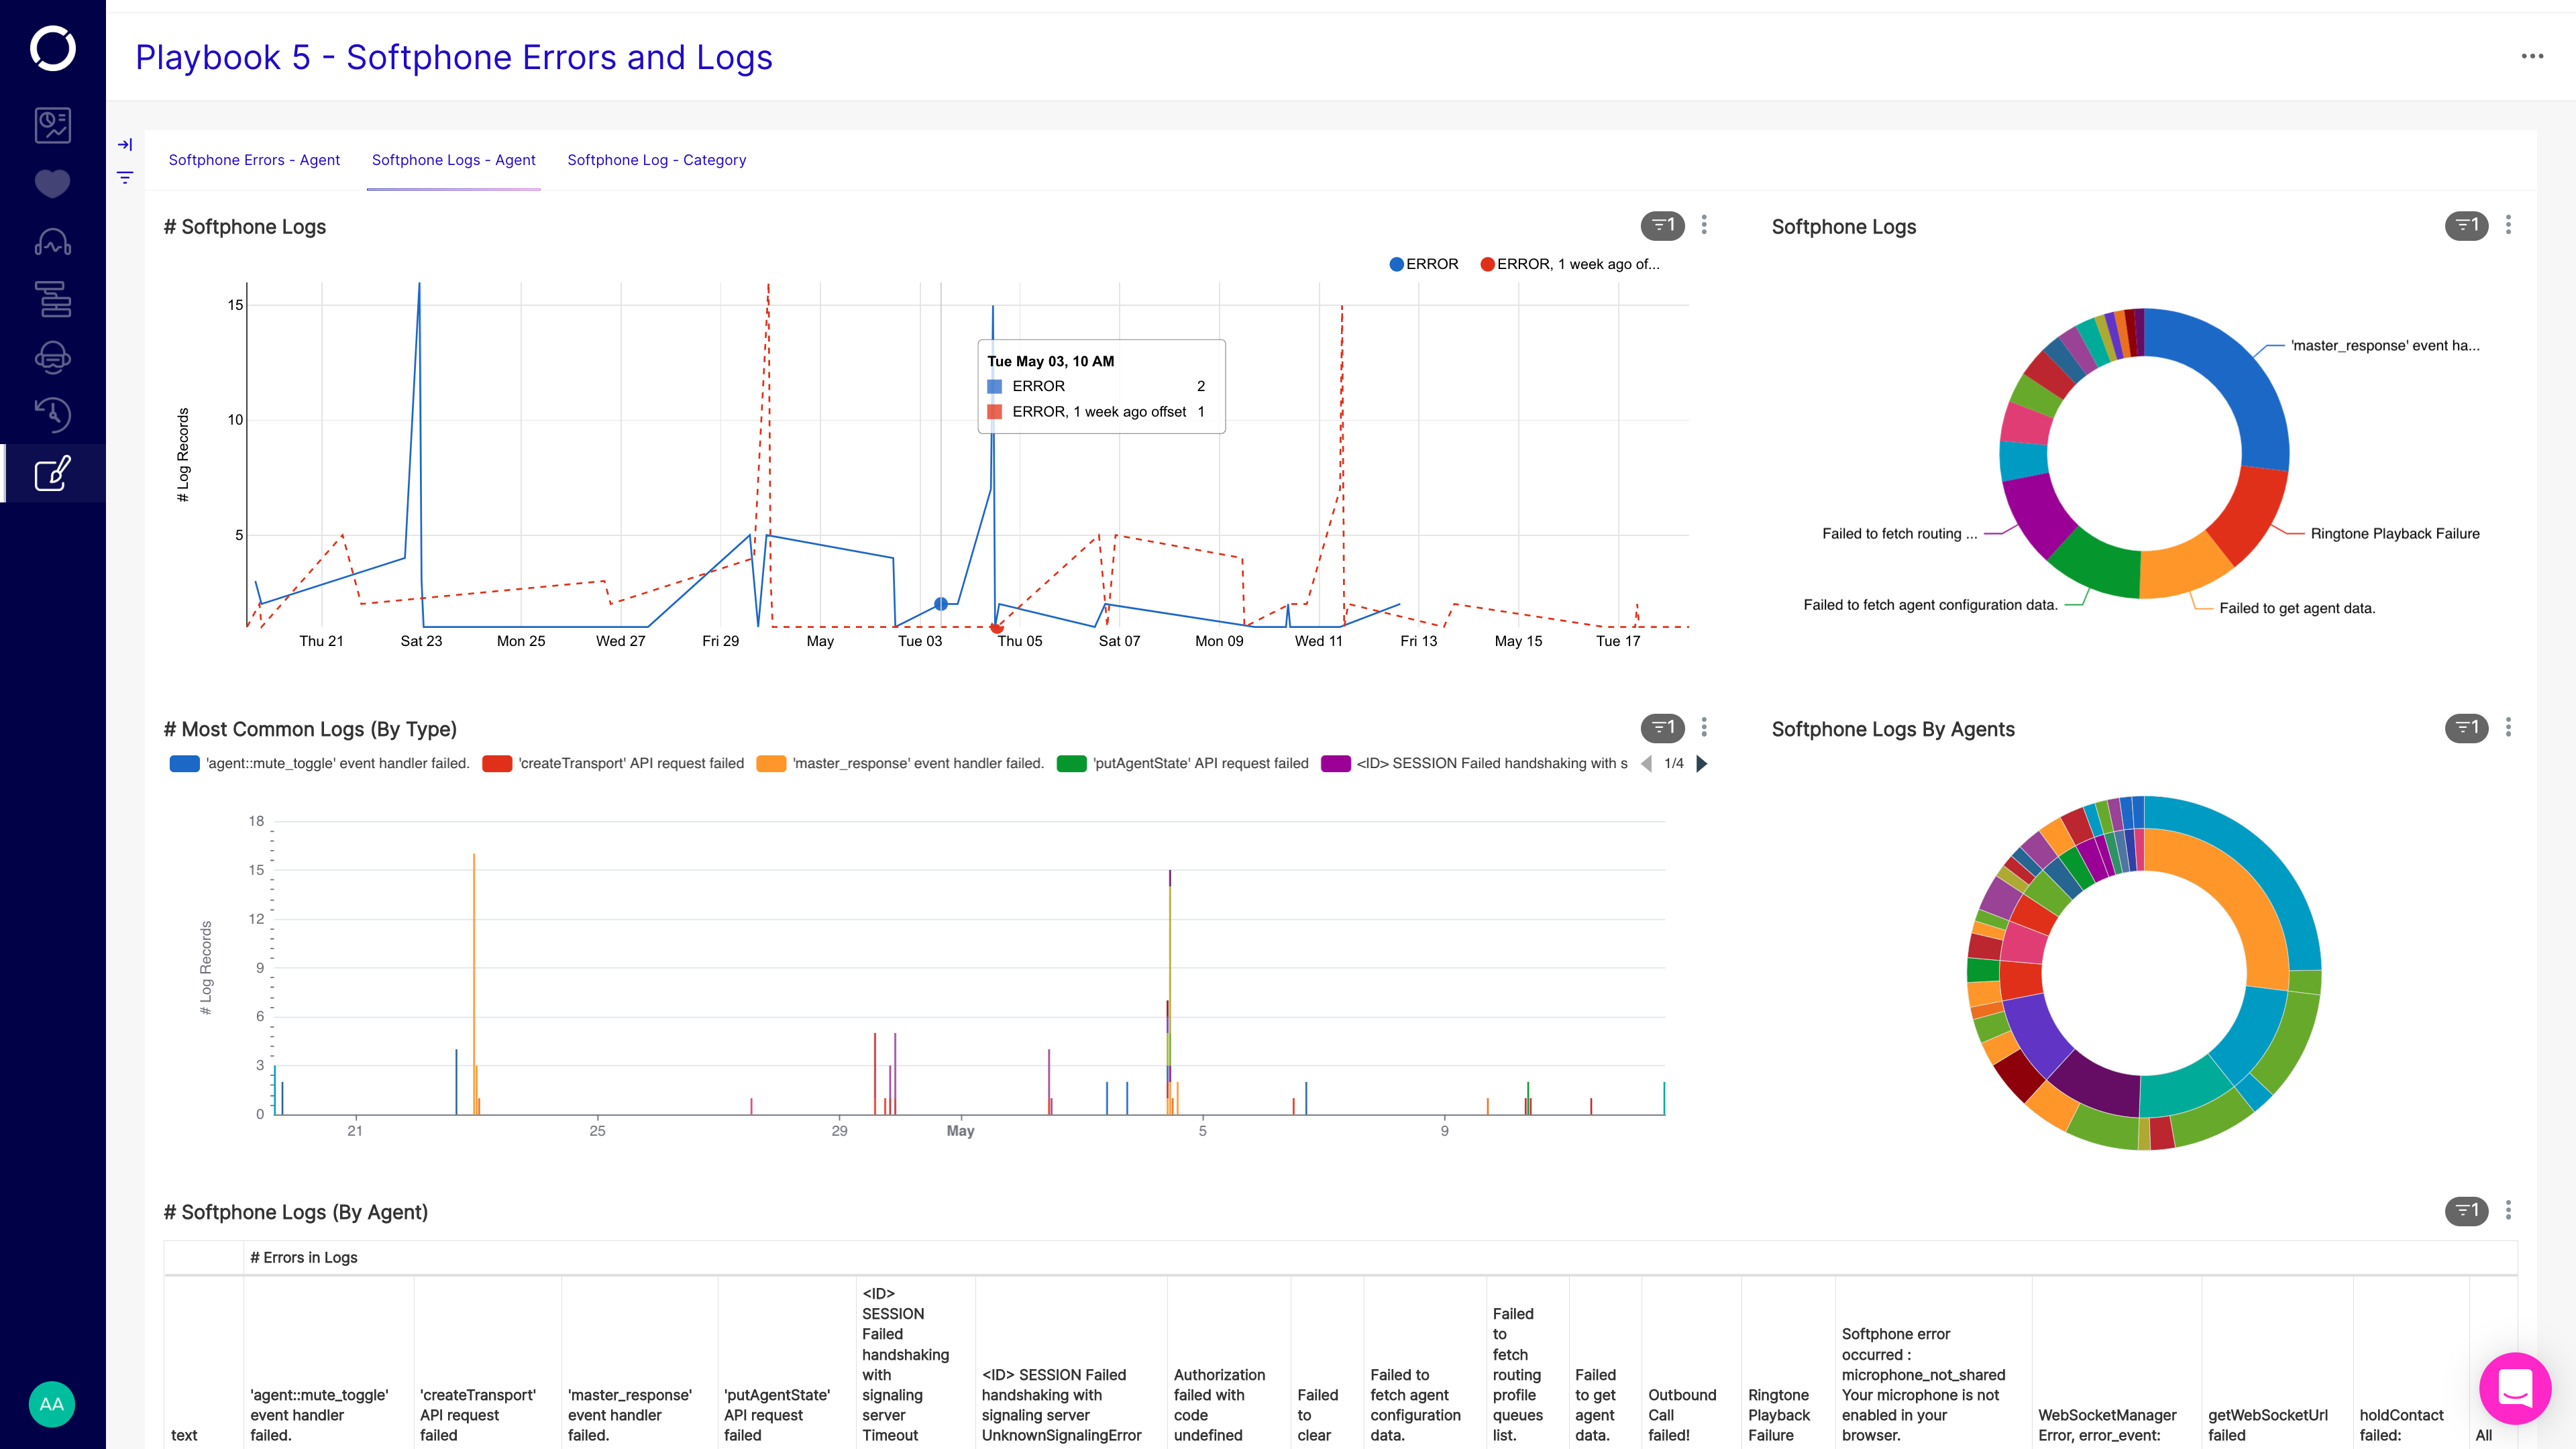 Playbook 5 - Softphone Errors and Logs
Softphone Errors - Agent
Softphone Logs - Agent
Softphone Log - Category
# Softphone Logs
1
ERROR
ERROR, 1 week ago of...
# Log Records
15
10
5
Tue May 03, 10 AM
ERROR 2
ERROR, 1 week ago offset 1
Thu 21
Sat 23
Mon 25
Wed 27
Fri 29
May
Tue 03
Thu 05
Sat 07
Mon 09
Wed 11
Fri 13
May 15
Tue 17
Softphone Logs
1
'master_response' event ha...
Ringtone Playback Failure
Failed to get agent data.
Failed to fetch agent configuration data.
Failed to fetch routing ...
# Most Common Logs (By Type)
1
'agent::mute_toggle' event handler failed.
'createTransport' API request failed
'master_response' event handler failed.
'putAgentState' API request failed
<ID> SESSION Failed handshaking with s
1/4
# Log Records
18
15
12
9
6
3
0
21
25
29
May
5
9
Softphone Logs By Agents
1
# Softphone Logs (By Agent)
1
# Errors in Logs
text
'agent::mute_toggle'
event handler
failed.
'createTransport'
API request
failed
'master_response'
event handler
failed.
'putAgentState'
API request
failed
<ID>
SESSION
Failed
handshaking
with
signaling
server
Timeout
<ID> SESSION Failed
handshaking with
signaling server
UnknownSignalingError
Authorization
failed with
code
undefined
Failed
to
clear
Failed to
fetch agent
configuration
data.
Failed
to
fetch
routing
profile
queues
list.
Failed
to get
agent
data.
Outbound
Call
failed!
Ringtone
Playback
Failure
Softphone error
occurred :
microphone_not_shared
Your microphone is not
enabled in your
browser.
WebSocketManager
Error, error_event:
getWebSocketUrl
failed
holdContact
failed:
All
AA